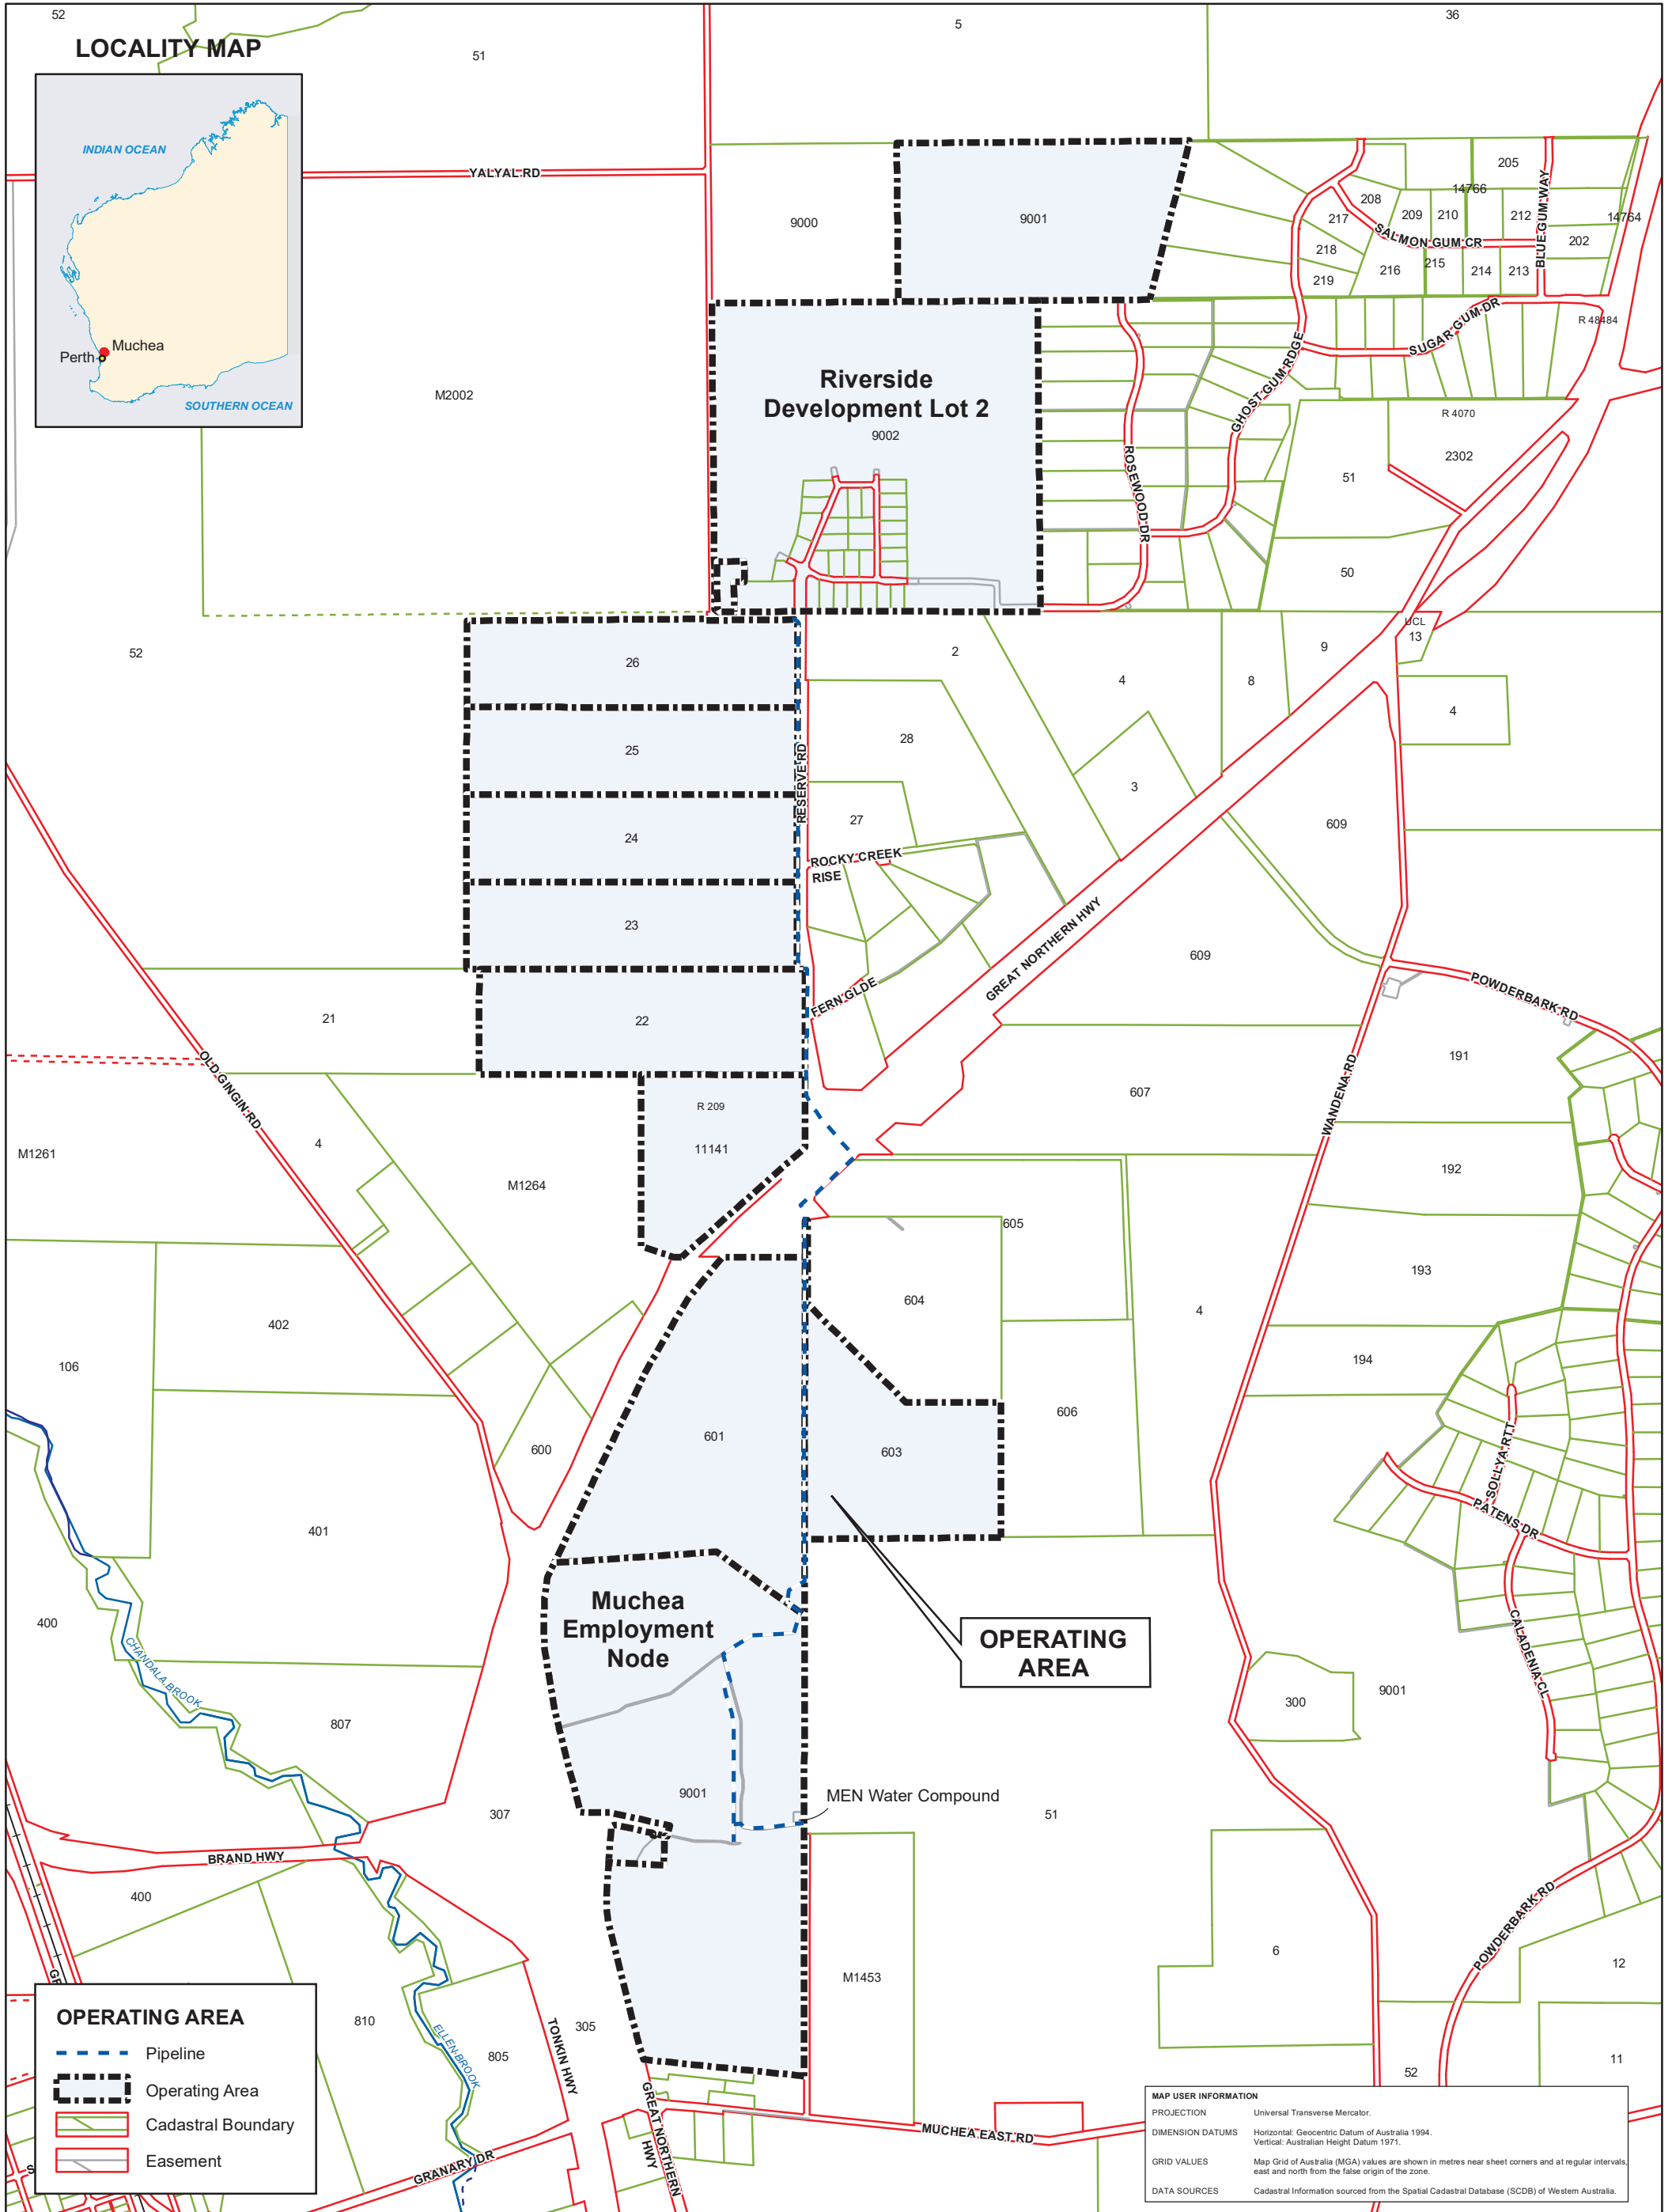 52
5
36
51
LOCALITY MAP
INDIAN OCEAN
Muchea
Perth
SOUTHERN OCEAN
YALYAL RD
9000
9001
205
14766
208
209
210
212
BLUE GUM WAY
14764
217
218
219
SALMON GUM CR
202
216
215
214
213
SUGAR GUM DR
R 48484
GHOST GUM RDGE
ROSEWOOD DR
M2002
Riverside
Development Lot 2
9002
R 4070
2302
51
50
UCL
13
52
26
2
4
8
9
4
25
28
3
RESERVE RD
24
27
609
ROCKY CREEK
RISE
23
GREAT NORTHERN HWY
609
POWDERBARK RD
FERN GLDE
21
22
OLD GINGIN RD
191
607
WANDENA RD
R 209
11141
M1261
4
M1264
192
605
193
604
4
402
106
194
606
601
603
600
SOLLYA RTT
PATENS DR
401
Muchea
Employment
Node
OPERATING
AREA
400
CHANDALA BROOK
CALADENIA CL
300
9001
807
9001
MEN Water Compound
307
51
BRAND HWY
400
POWDERBARK RD
6
12
M1453
GR
OPERATING AREA
Pipeline
Operating Area
Cadastral Boundary
Easement
S
810
ELLEN BROOK
805
TONKIN HWY
305
52
11
GREAT NORTHERN
HWY
MUCHEA EAST RD
GRANARY DR
MAP USER INFORMATION
PROJECTION Universal Transverse Mercator.
DIMENSION DATUMS Horizontal: Geocentric Datum of Australia 1994.
Vertical: Australian Height Datum 1971.
GRID VALUES Map Grid of Australia (MGA) values are shown in metres near sheet corners and at regular intervals,
east and north from the false origin of the zone.
DATA SOURCES Cadastral Information sourced from the Spatial Cadastral Database (SCDB) of Western Australia.